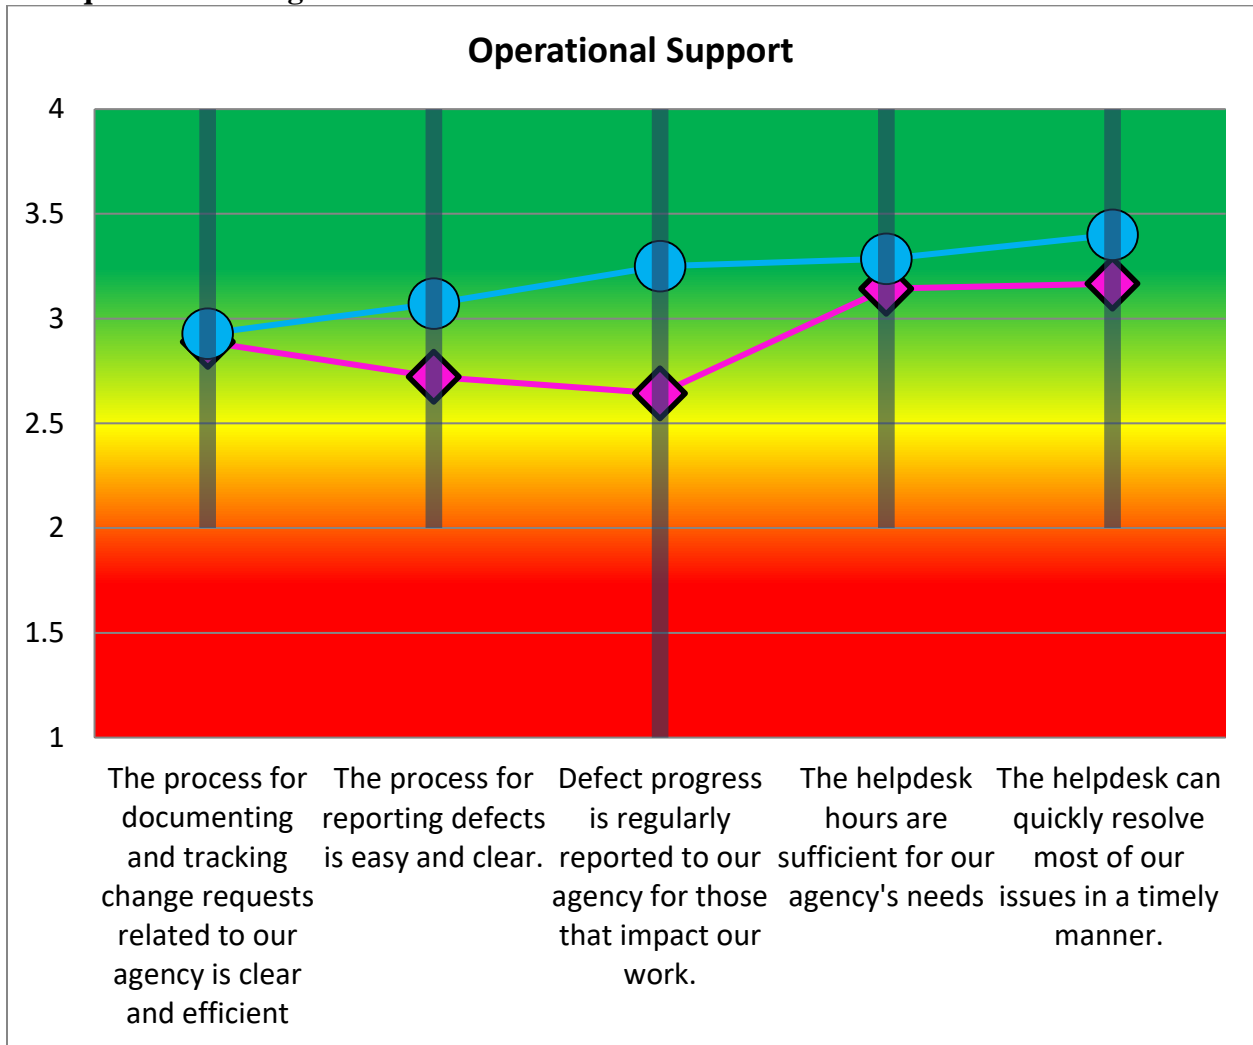 Operational Support
4
3.5
3
2.5
2
1.5
1
The process for
documenting
and tracking
change requests
related to our
agency is clear
and efficient
The process for
reporting defects
is easy and clear.
Defect progress
is regularly
reported to our
agency for those
that impact our
work.
The helpdesk
hours are
sufficient for our
agency's needs
The helpdesk can
quickly resolve
most of our
issues in a timely
manner.